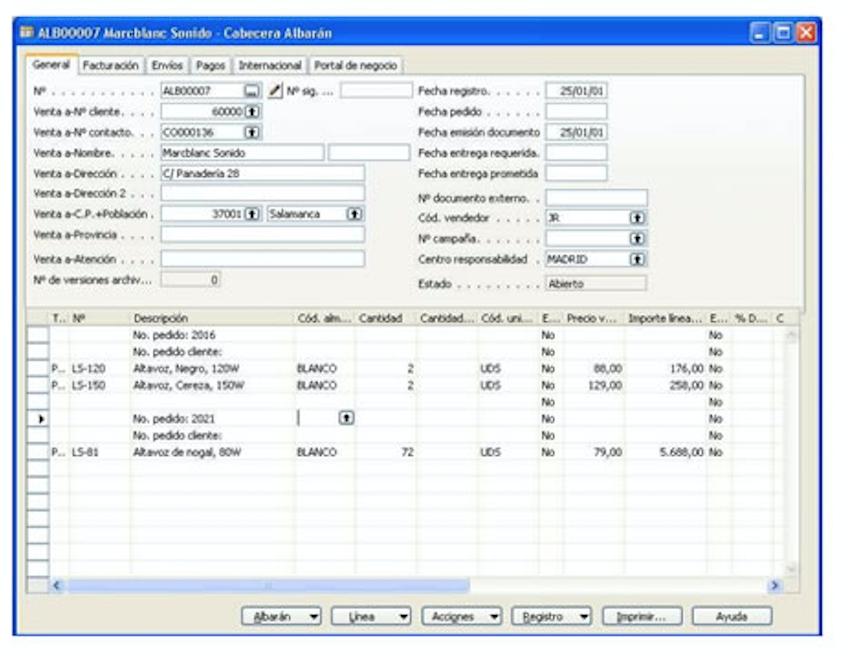 ALB00007 Marcblanc Sonido - Cabecera Albarán
General Facturación Envíos Pagos Internacional Portal de negocio
Nº . . . . . . . . . . . ALB00007 Nº sig. ... Fecha registro. . . . . . 25/01/01
Venta a-Nº cliente. . . . 60000 Fecha pedido . . . . . .
Venta a-Nº contacto. . . CO000136 Fecha emisión documento 25/01/01
Venta a-Nombre. . . . . Marcblanc Sonido Fecha entrega requerida.
Venta a-Dirección . . . . C/ Panadería 28 Fecha entrega prometida
Venta a-Dirección 2 . . . Nº documento externo. .
Venta a-C.P.+Población . 37001 Salamanca Cód. vendedor . . . . . JR
Venta a-Provincia . . . . Nº campaña. . . . . . .
Venta a-Atención . . . . Centro responsabilidad . MADRID
Nº de versiones archiv... 0 Estado . . . . . . . . . Abierto
T... Nº Descripción Cód. alm... Cantidad Cantidad... Cód. uni... E... Precio v... Importe línea... E... % D... C
No. pedido: 2016 No No
No. pedido cliente: No No
P... LS-120 Altavoz, Negro, 120W BLANCO 2 UDS No 88,00 176,00 No
P... LS-150 Altavoz, Cereza, 150W BLANCO 2 UDS No 129,00 258,00 No
No No
No. pedido: 2021 No No
No. pedido cliente: No No
P... LS-81 Altavoz de nogal, 80W BLANCO 72 UDS No 79,00 5.688,00 No
Albarán Línea Acciones Registro Imprimir... Ayuda